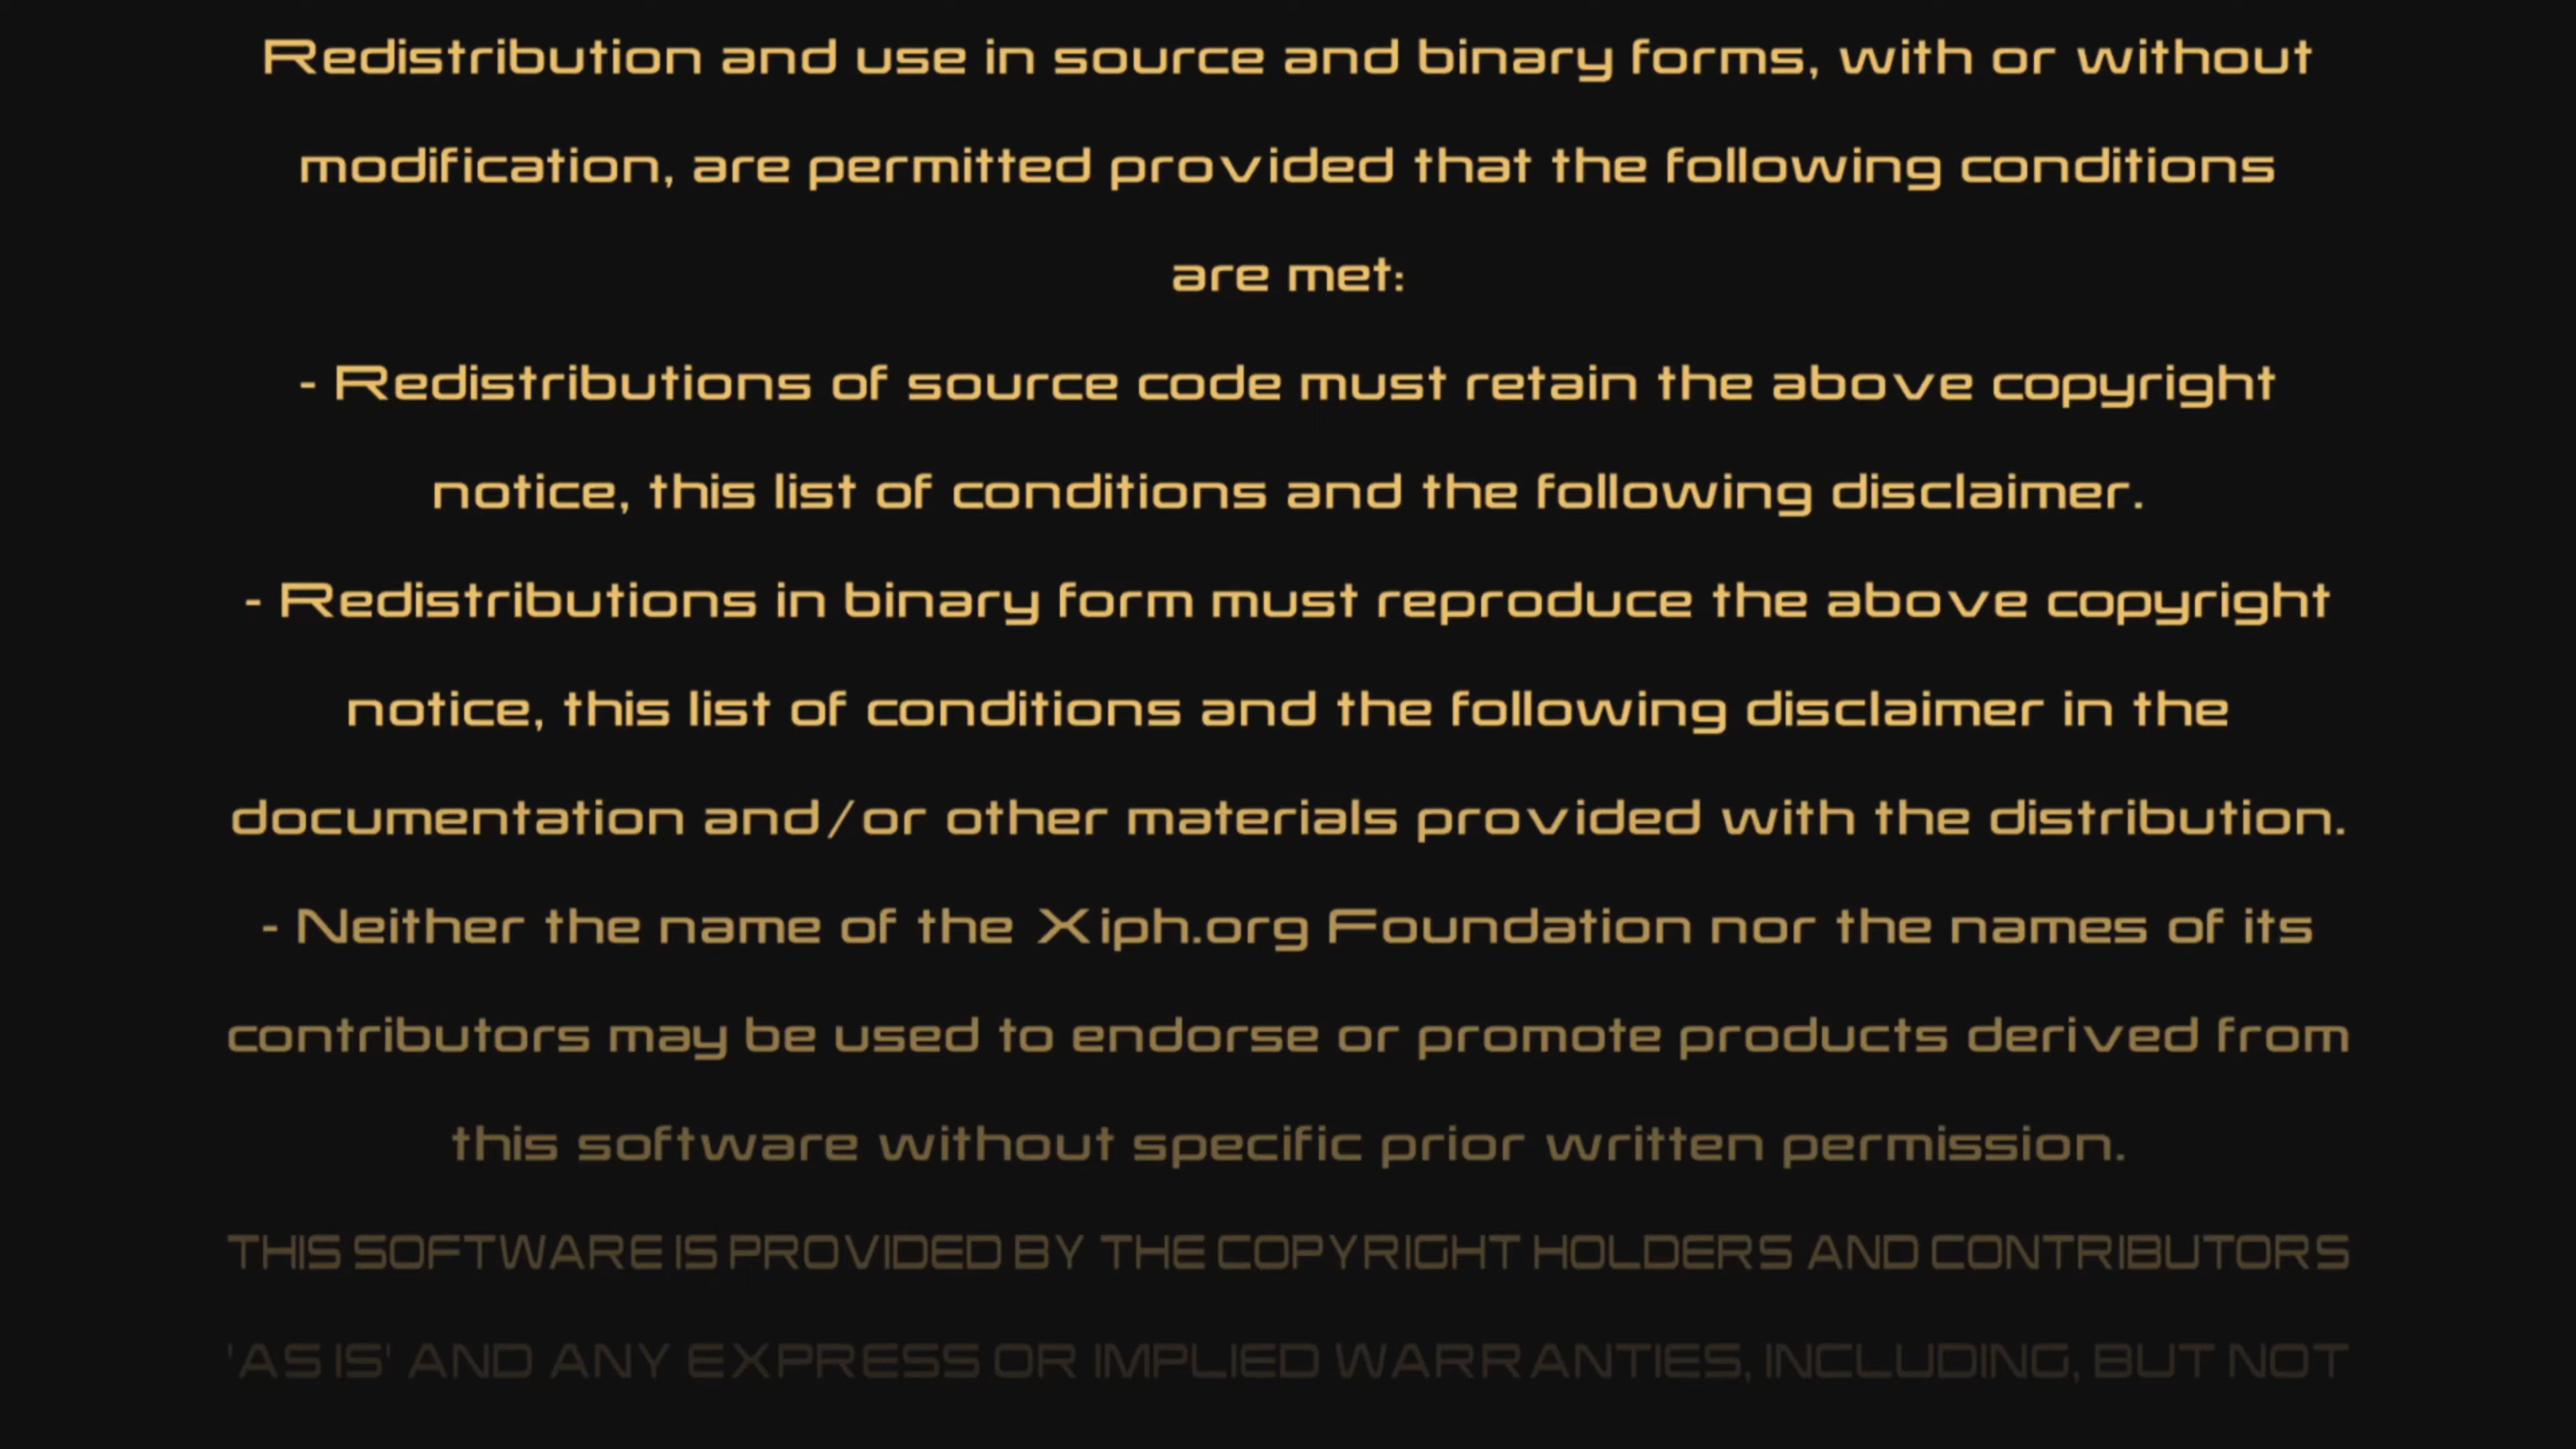 Redistribution and use in source and binary forms, with or without
modification, are permitted provided that the following conditions
are met:
- Redistributions of source code must retain the above copyright
notice, this list of conditions and the following disclaimer.
- Redistributions in binary form must reproduce the above copyright
notice, this list of conditions and the following disclaimer in the
documentation and/or other materials provided with the distribution.
- Neither the name of the Xiph.org Foundation nor the names of its
contributors may be used to endorse or promote products derived from
this software without specific prior written permission.
THIS SOFTWARE IS PROVIDED BY THE COPYRIGHT HOLDERS AND CONTRIBUTORS
'AS IS' AND ANY EXPRESS OR IMPLIED WARRANTIES, INCLUDING, BUT NOT